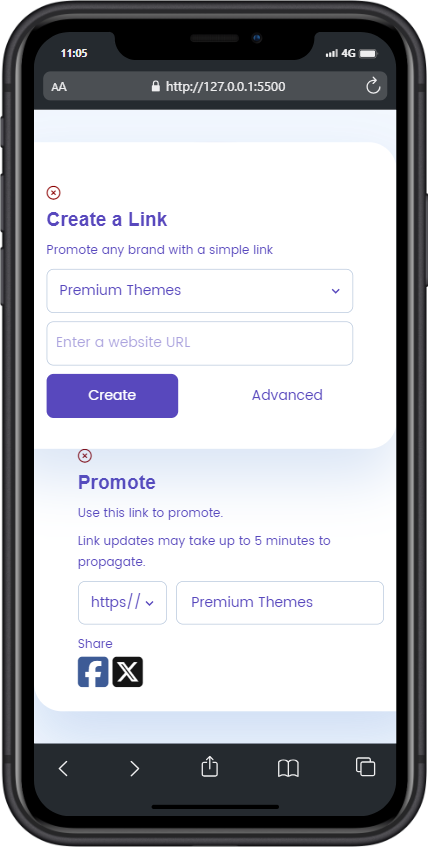 11:05
4G
AA
http://127.0.0.1:5500
Create a Link
Promote any brand with a simple link
Premium Themes
Enter a website URL
Create
Advanced
Promote
Use this link to promote.
Link updates may take up to 5 minutes to
propagate.
https//
Premium Themes
Share